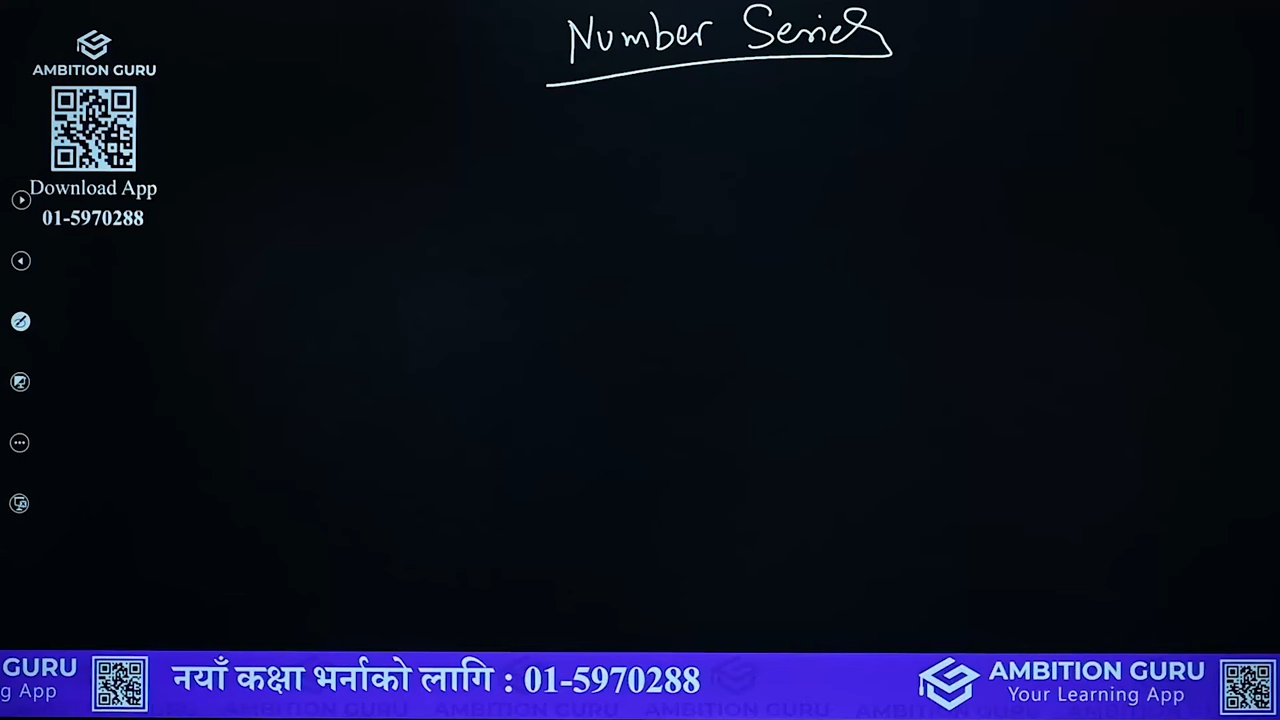 Number Series
AMBITION GURU
Download App
01-5970288
GURU
g App
नयाँ कक्षा भर्नाको लागि : 01-5970288
AMBITION GURU
Your Learning App